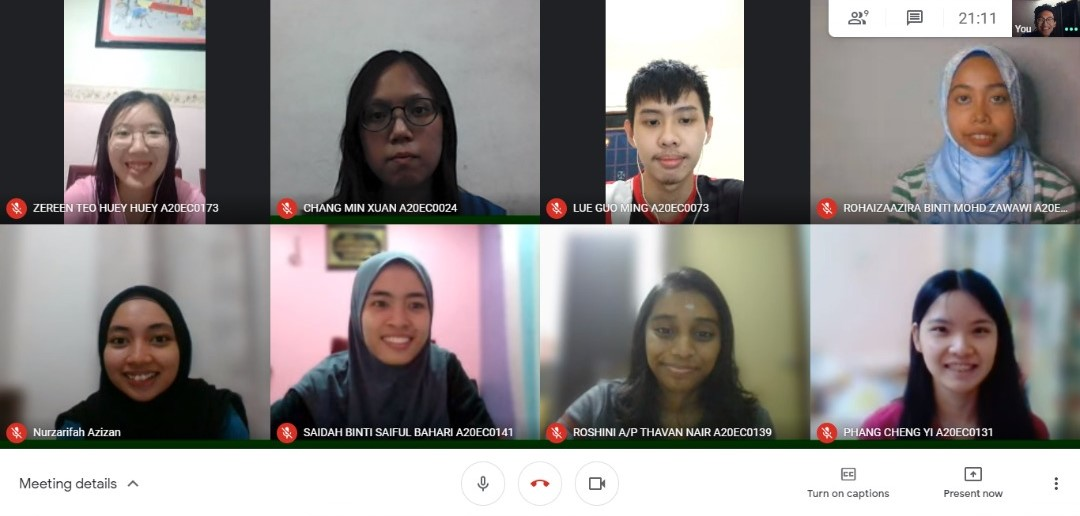 9
21:11
You
ZEREEN TEO HUEY HUEY A20EC0173
CHANG MIN XUAN A20EC0024
LUE GUO MING A20EC0073
ROHAIZAAZIRA BINTI MOHD ZAWAWI A20E...
Nurzarifah Azizan
SAIDAH BINTI SAIFUL BAHARI A20EC0141
ROSHINI A/P THAVAN NAIR A20EC0139
PHANG CHENG YI A20EC0131
Meeting details
CC
Turn on captions
Present now